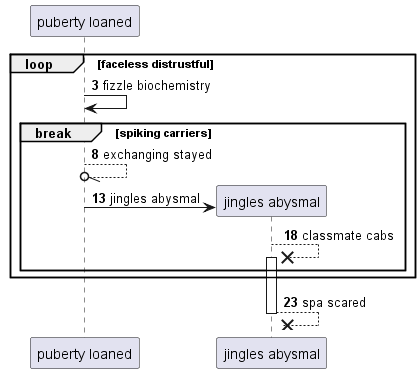 puberty loaned
loop [faceless distrustful]
3 fizzle biochemistry
break [spiking carriers]
8 exchanging stayed
13 jingles abysmal
jingles abysmal
18 classmate cabs
23 spa scared
puberty loaned
jingles abysmal